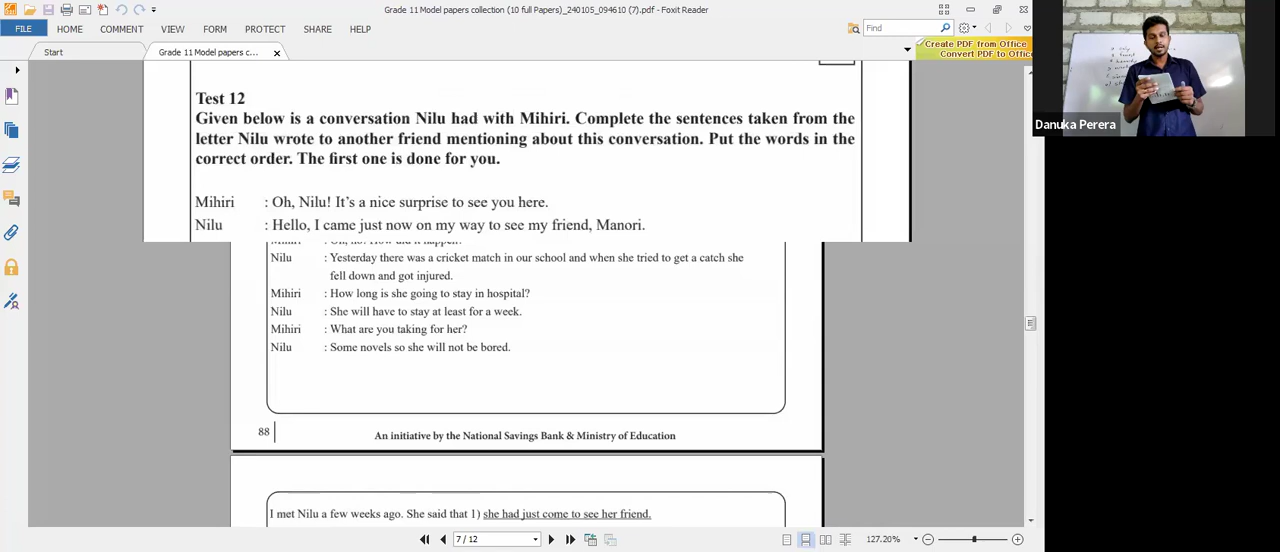 Grade 11 Model papers collection (10 full Papers)_240105_094610 (7).pdf - Foxit Reader
FILE HOME COMMENT VIEW FORM PROTECT SHARE HELP
Find
Start Grade 11 Model papers c...
Create PDF from Office
Convert PDF to Office
Test 12
Given below is a conversation Nilu had with Mihiri. Complete the sentences taken from the
letter Nilu wrote to another friend mentioning about this conversation. Put the words in the
correct order. The first one is done for you.
Mihiri : Oh, Nilu! It's a nice surprise to see you here.
Nilu : Hello, I came just now on my way to see my friend, Manori.
Mihiri : Oh, no! How did it happen?
Nilu : Yesterday there was a cricket match in our school and when she tried to get a catch she
fell down and got injured.
Mihiri : How long is she going to stay in hospital?
Nilu : She will have to stay at least for a week.
Mihiri : What are you taking for her?
Nilu : Some novels so she will not be bored.
88
An initiative by the National Savings Bank & Ministry of Education
I met Nilu a few weeks ago. She said that 1) she had just come to see her friend.
7 / 12
127.20%
Danuka Perera